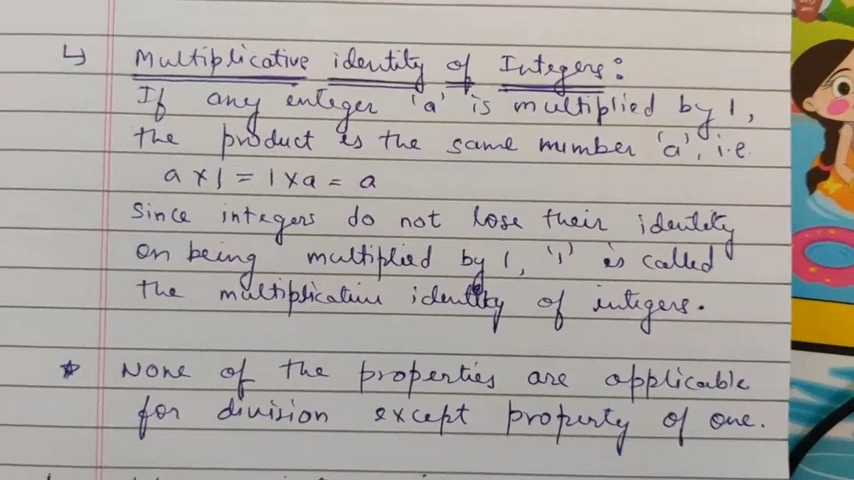 ↳ Multiplicative identity of Integers:
If any enteger 'a' is multiplied by 1,
the product is the same number 'a', i.e.
a x 1 = 1 x a = a
Since integers do not lose their identity
on being multiplied by 1, '1' is called
the multiplicative identity of integers.
* None of the properties are applicable
for division except property of one.